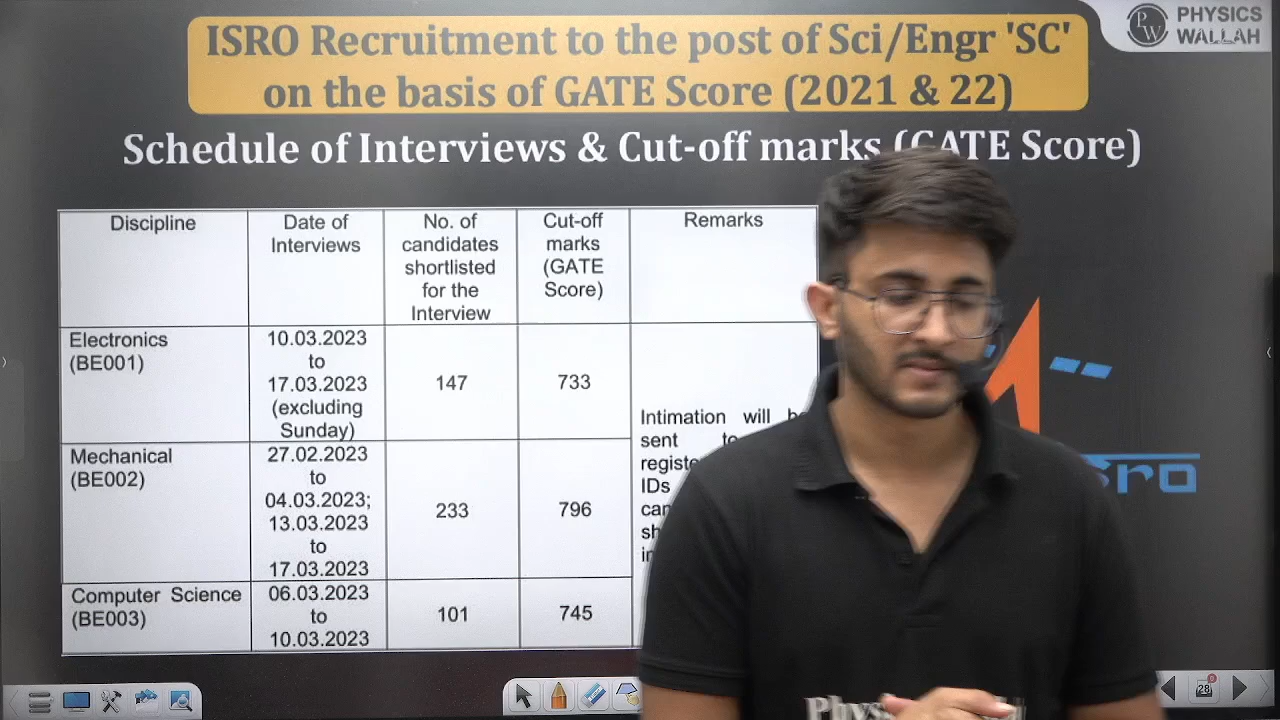 PHYSICS
WALLAH
PW
ISRO Recruitment to the post of Sci/Engr 'SC'
on the basis of GATE Score (2021 & 22)
Schedule of Interviews & Cut-off marks (GATE Score)
Discipline
Date of
Interviews
No. of
candidates
shortlisted
for the
Interview
Cut-off
marks
(GATE
Score)
Remarks
Electronics
(BE001)
10.03.2023
to
17.03.2023
(excluding
Sunday)
147
733
Mechanical
(BE002)
27.02.2023
to
04.03.2023;
13.03.2023
to
17.03.2023
233
796
Computer Science
(BE003)
06.03.2023
to
10.03.2023
101
745
Intimation will
sent to
IDs
28